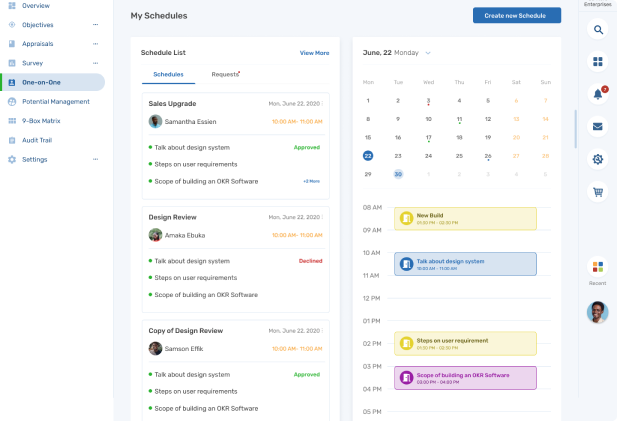 Overview
Objectives
Appraisals
Survey
One-on-One
Potential Management
9-Box Matrix
Audit Trail
Settings
My Schedules
Create new Schedule
Schedule List
View More
Schedules
Requests
Sales Upgrade
Mon, June 22, 2020
Samantha Essien
10:00 AM- 11:00 AM
Talk about design system
Approved
Steps on user requirements
Scope of building an OKR Software
+2 More
Design Review
Mon, June 22, 2020
Amaka Ebuka
10:00 AM- 11:00 AM
Talk about design system
Declined
Steps on user requirements
Scope of building an OKR Software
Copy of Design Review
Mon, June 22, 2020
Samson Effik
10:00 AM- 11:00 AM
Talk about design system
Approved
Steps on user requirements
Scope of building an OKR Software
June, 22 Monday
Mon Tue Wed Thu Fri Sat Sun
1 2 3 4 5 6 7
8 9 10 11 12 13 14
15 16 17 18 19 20 21
22 23 24 25 26 27 28
29 30 1 2 3 4 5
08 AM
New Build
01:30 PM - 02:30 PM
09 AM
10 AM
Talk about design system
10:00 AM - 11:00 AM
11 AM
12 PM
01 PM
02 PM
Steps on user requirement
01:30 PM - 02:30 PM
03 PM
Scope of building an OKR Software
03:00 PM - 04:00 PM
04 PM
05 PM
Enterprises
Recent